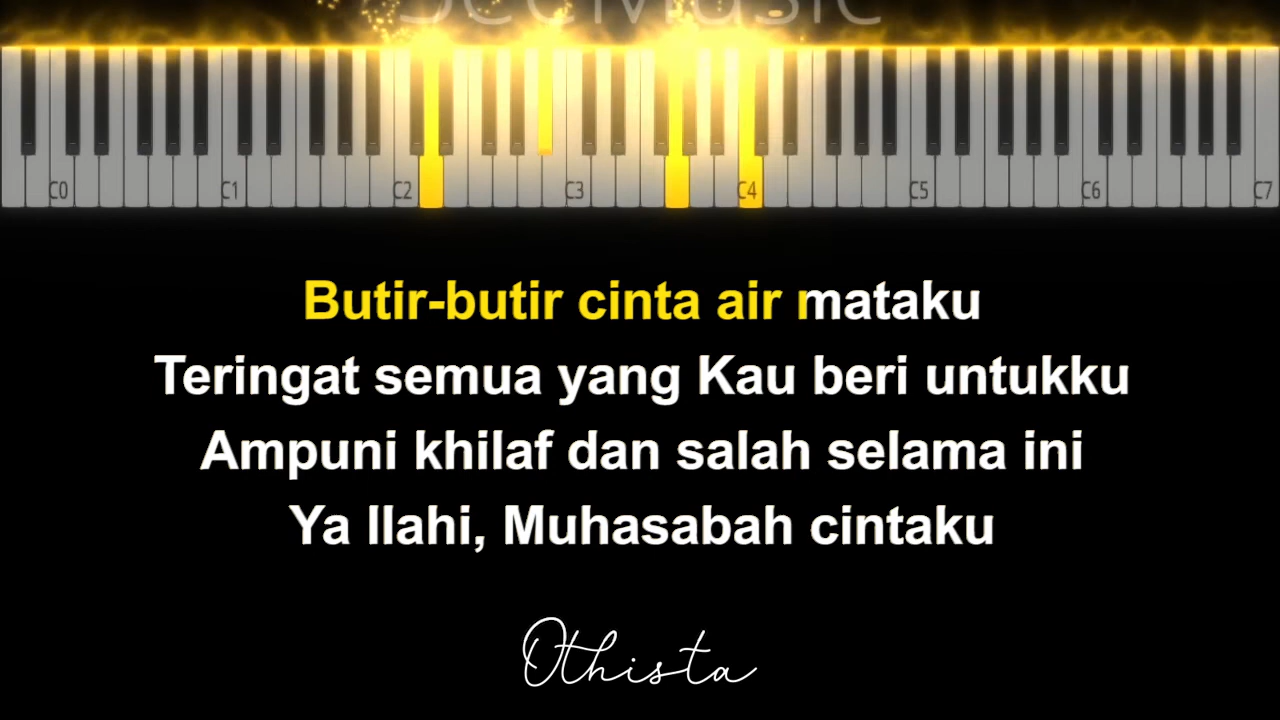 SeeMusic
C0 C1 C2 C3 C4 C5 C6 C7
Butir-butir cinta air mataku
Teringat semua yang Kau beri untukku
Ampuni khilaf dan salah selama ini
Ya Ilahi, Muhasabah cintaku
Othista